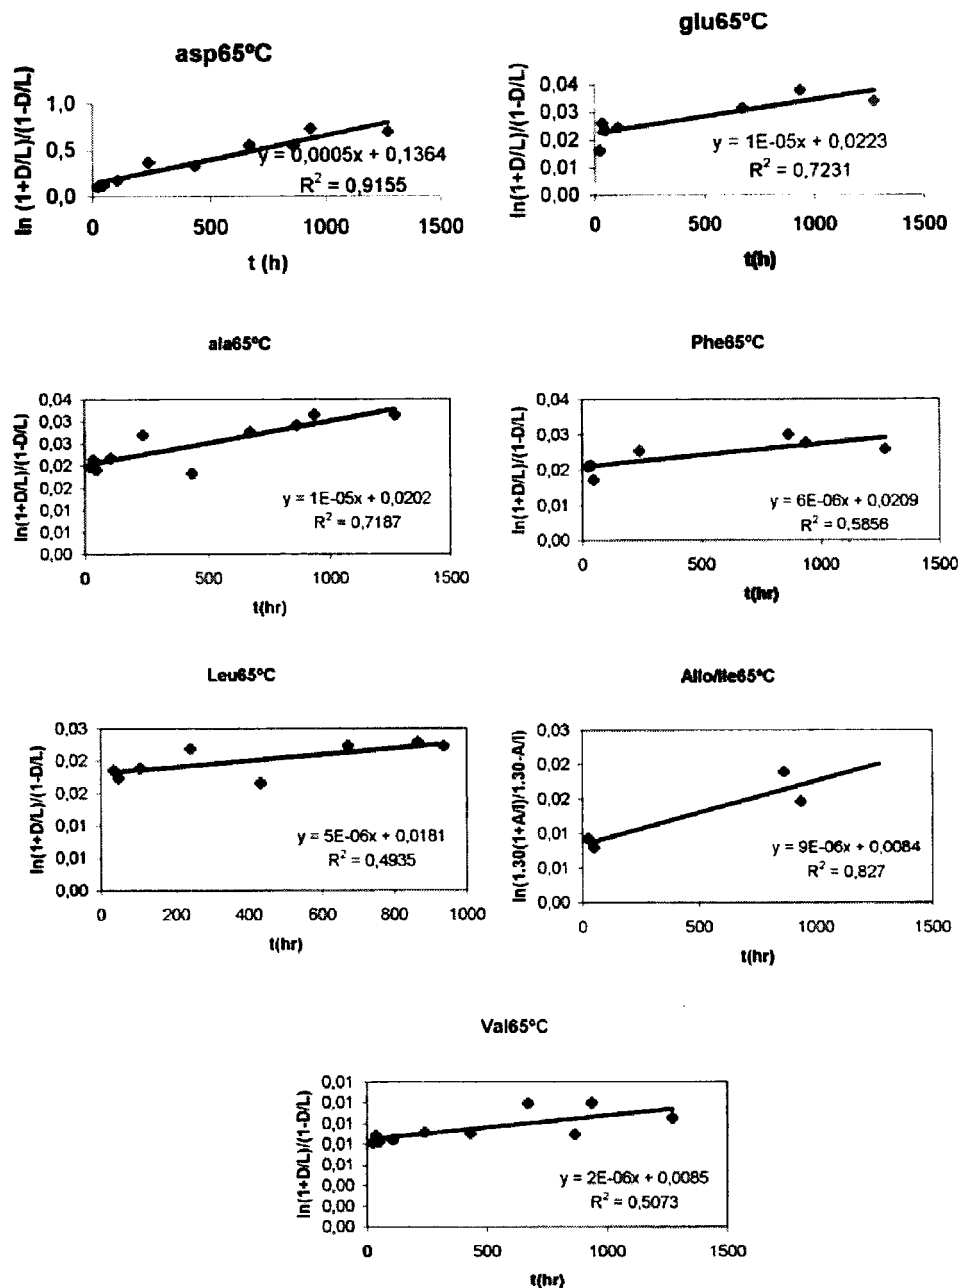 asp65ºC
ln (1+D/L)/(1-D/L)
1,0
0,5
0,0
y = 0,0005x + 0,1364
R² = 0,9155
0 500 1000 1500
t (h)
glu65ºC
ln(1+D/L)/(1-D/L)
0,04
0,03
0,02
0,01
0,00
y = 1E-05x + 0,0223
R² = 0,7231
0 500 1000 1500
t(h)
ala65ºC
ln(1+D/L)/(1-D/L)
0,04
0,03
0,03
0,02
0,02
0,01
0,01
0,00
y = 1E-05x + 0,0202
R² = 0,7187
0 500 1000 1500
t(hr)
Phe65ºC
ln(1+D/L)/(1-D/L)
0,04
0,03
0,02
0,01
0,00
y = 6E-06x + 0,0209
R² = 0,5856
0 500 1000 1500
t(hr)
Leu65ºC
ln(1+D/L)/(1-D/L)
0,03
0,02
0,02
0,01
0,01
0,00
y = 5E-06x + 0,0181
R² = 0,4935
0 200 400 600 800 1000
t(hr)
Allo/Ile65ºC
ln(1.30(1+A/I)/1.30-A/I)
0,03
0,02
0,02
0,01
0,01
0,00
y = 9E-06x + 0,0084
R² = 0,827
0 500 1000 1500
t(hr)
Val65ºC
ln(1+D/L)/(1-D/L)
0,01
0,01
0,01
0,01
0,01
0,00
0,00
0,00
y = 2E-06x + 0,0085
R² = 0,5073
0 500 1000 1500
t(hr)